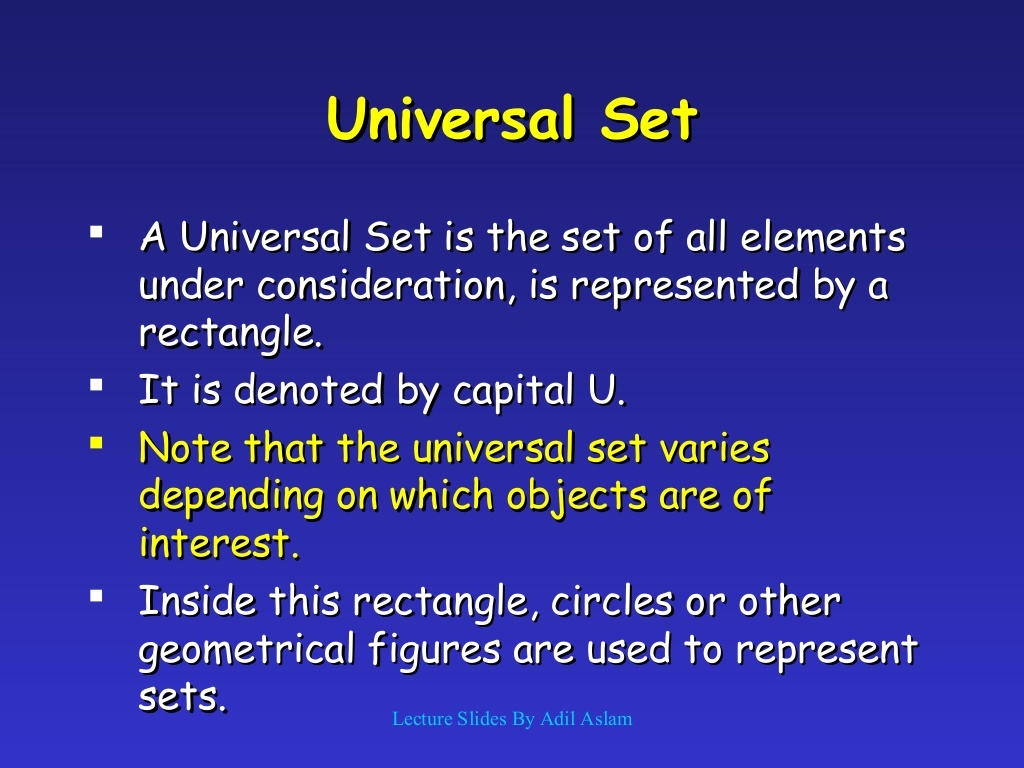 Universal Set
▪ A Universal Set is the set of all elements
under consideration, is represented by a
rectangle.
▪ It is denoted by capital U.
▪ Note that the universal set varies
depending on which objects are of
interest.
▪ Inside this rectangle, circles or other
geometrical figures are used to represent
sets.
Lecture Slides By Adil Aslam